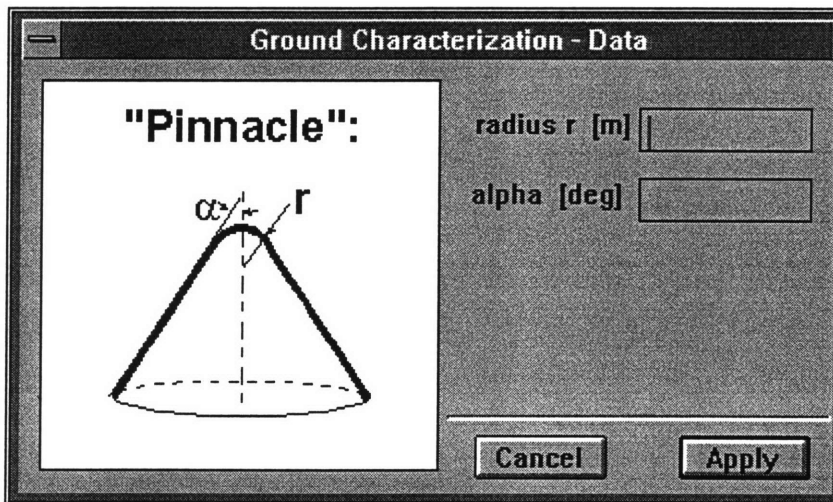 Ground Characterization - Data
"Pinnacle":
α
r
radius r [m]
alpha [deg]
Cancel
Apply